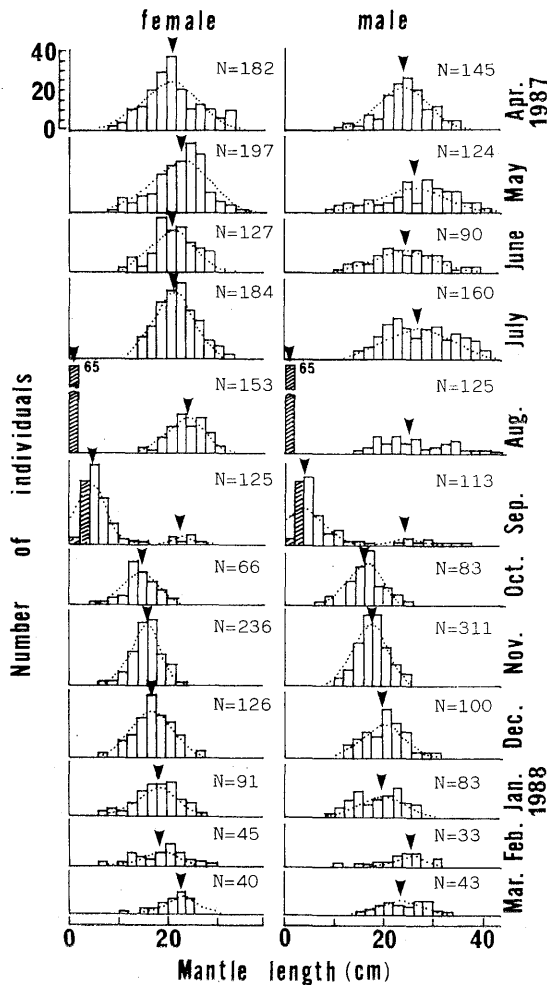 female male
40
20
0
N=182 N=145 Apr. 1987
N=197 N=124 May
N=127 N=90 June
N=184 N=160 July
65 65
N=153 N=125 Aug.
N=125 N=113 Sep.
N=66 N=83 Oct.
N=236 N=311 Nov.
N=126 N=100 Dec.
N=91 N=83 Jan. 1988
N=45 N=33 Feb.
N=40 N=43 Mar.
Number of individuals
0 20 0 20 40
Mantle length (cm)